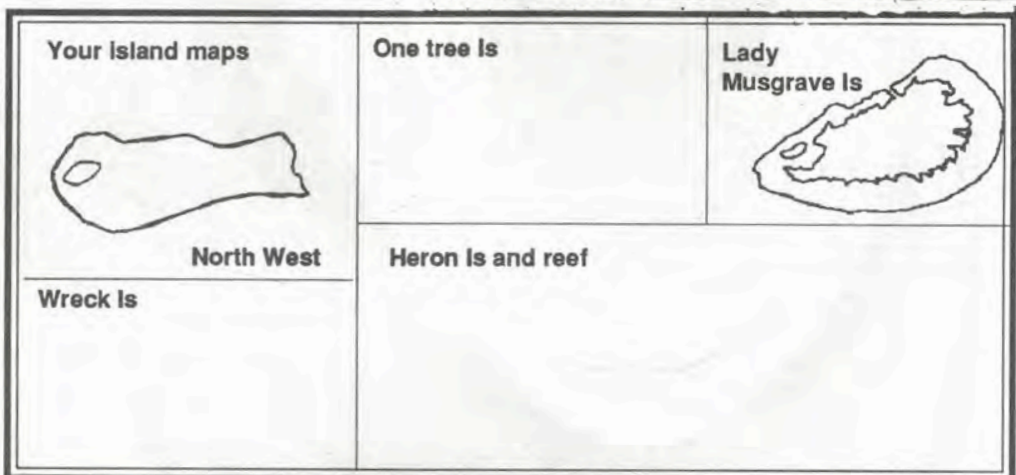 Your island maps
North West
One tree Is
Lady
Musgrave Is
Wreck Is
Heron Is and reef